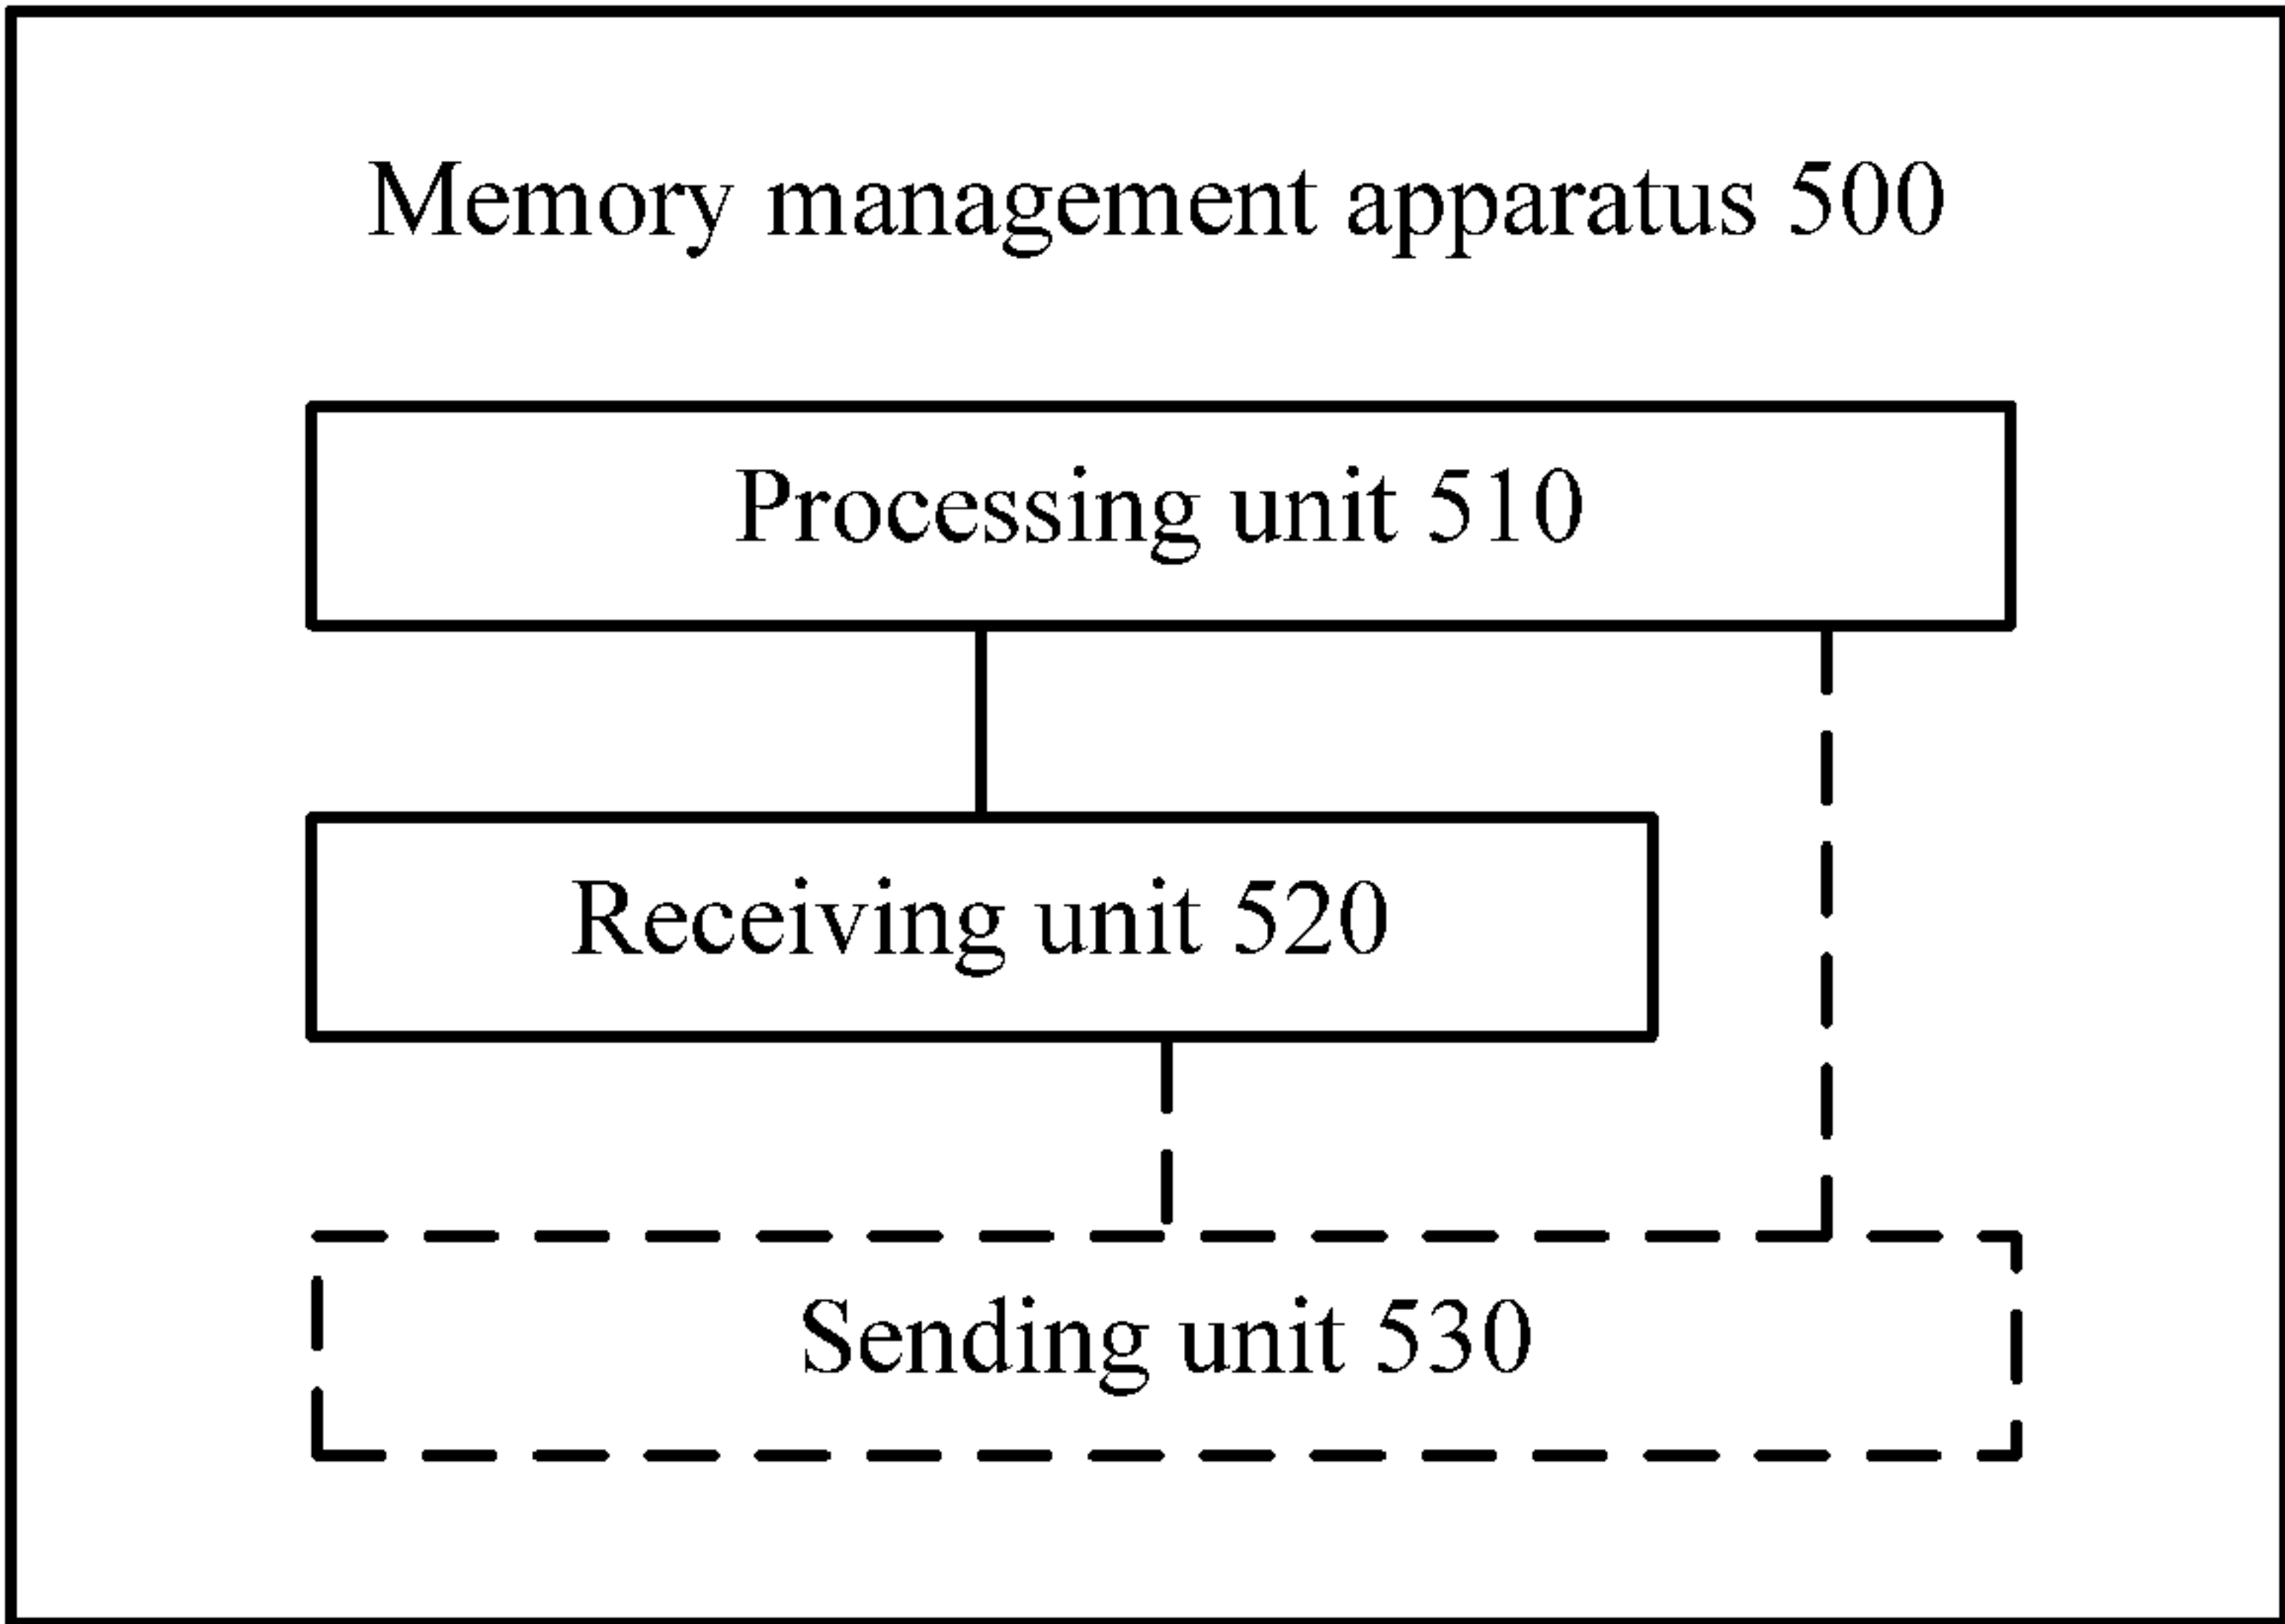 Memory management apparatus 500
Processing unit 510
Receiving unit 520
Sending unit 530